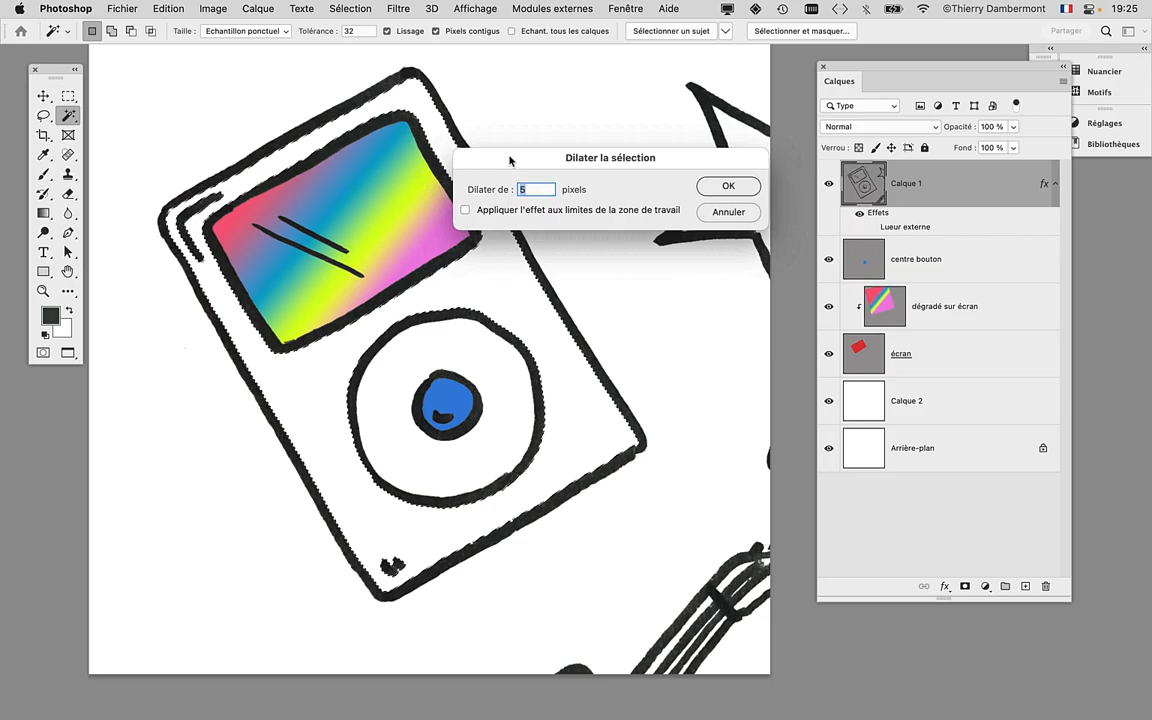 Photoshop Fichier Edition Image Calque Texte Sélection Filtre 3D Affichage Modules externes Fenêtre Aide ©Thierry Dambermont 19:25
Taille : Echantillon ponctuel Tolérance : 32 Lissage Pixels contigus Echant. tous les calques Sélectionner un sujet Sélectionner et masquer... Partager
Dilater la sélection
Dilater de : 5 pixels
OK
Appliquer l'effet aux limites de la zone de travail
Annuler
Calques
Type
Normal Opacité : 100 %
Verrou : Fond : 100 %
Calque 1 fx
Effets
Lueur externe
centre bouton
dégradé sur écran
écran
Calque 2
Arrière-plan
fx
Nuancier
Motifs
Réglages
Bibliothèques